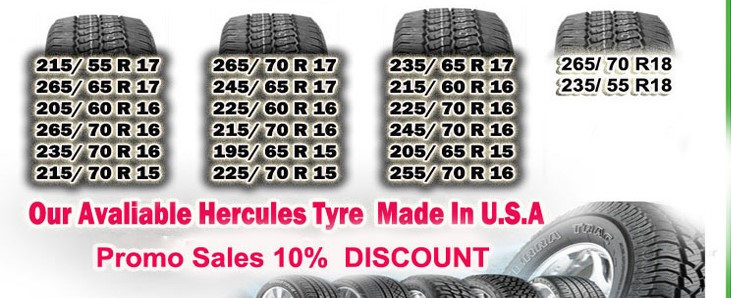 215/ 55 R 17
265/ 65 R 17
205/ 60 R 16
265/ 70 R 16
235/ 70 R 16
215/ 70 R 15
265/ 70 R 17
245/ 65 R 17
225/ 60 R 16
215/ 70 R 16
195/ 65 R 15
225/ 70 R 15
235/ 65 R 17
215/ 60 R 16
225/ 70 R 16
245/ 70 R 16
205/ 65 R 15
255/ 70 R 16
265/ 70 R18
235/ 55 R18
Our Avaliable Hercules Tyre Made In U.S.A
Promo Sales 10% DISCOUNT
TRAC